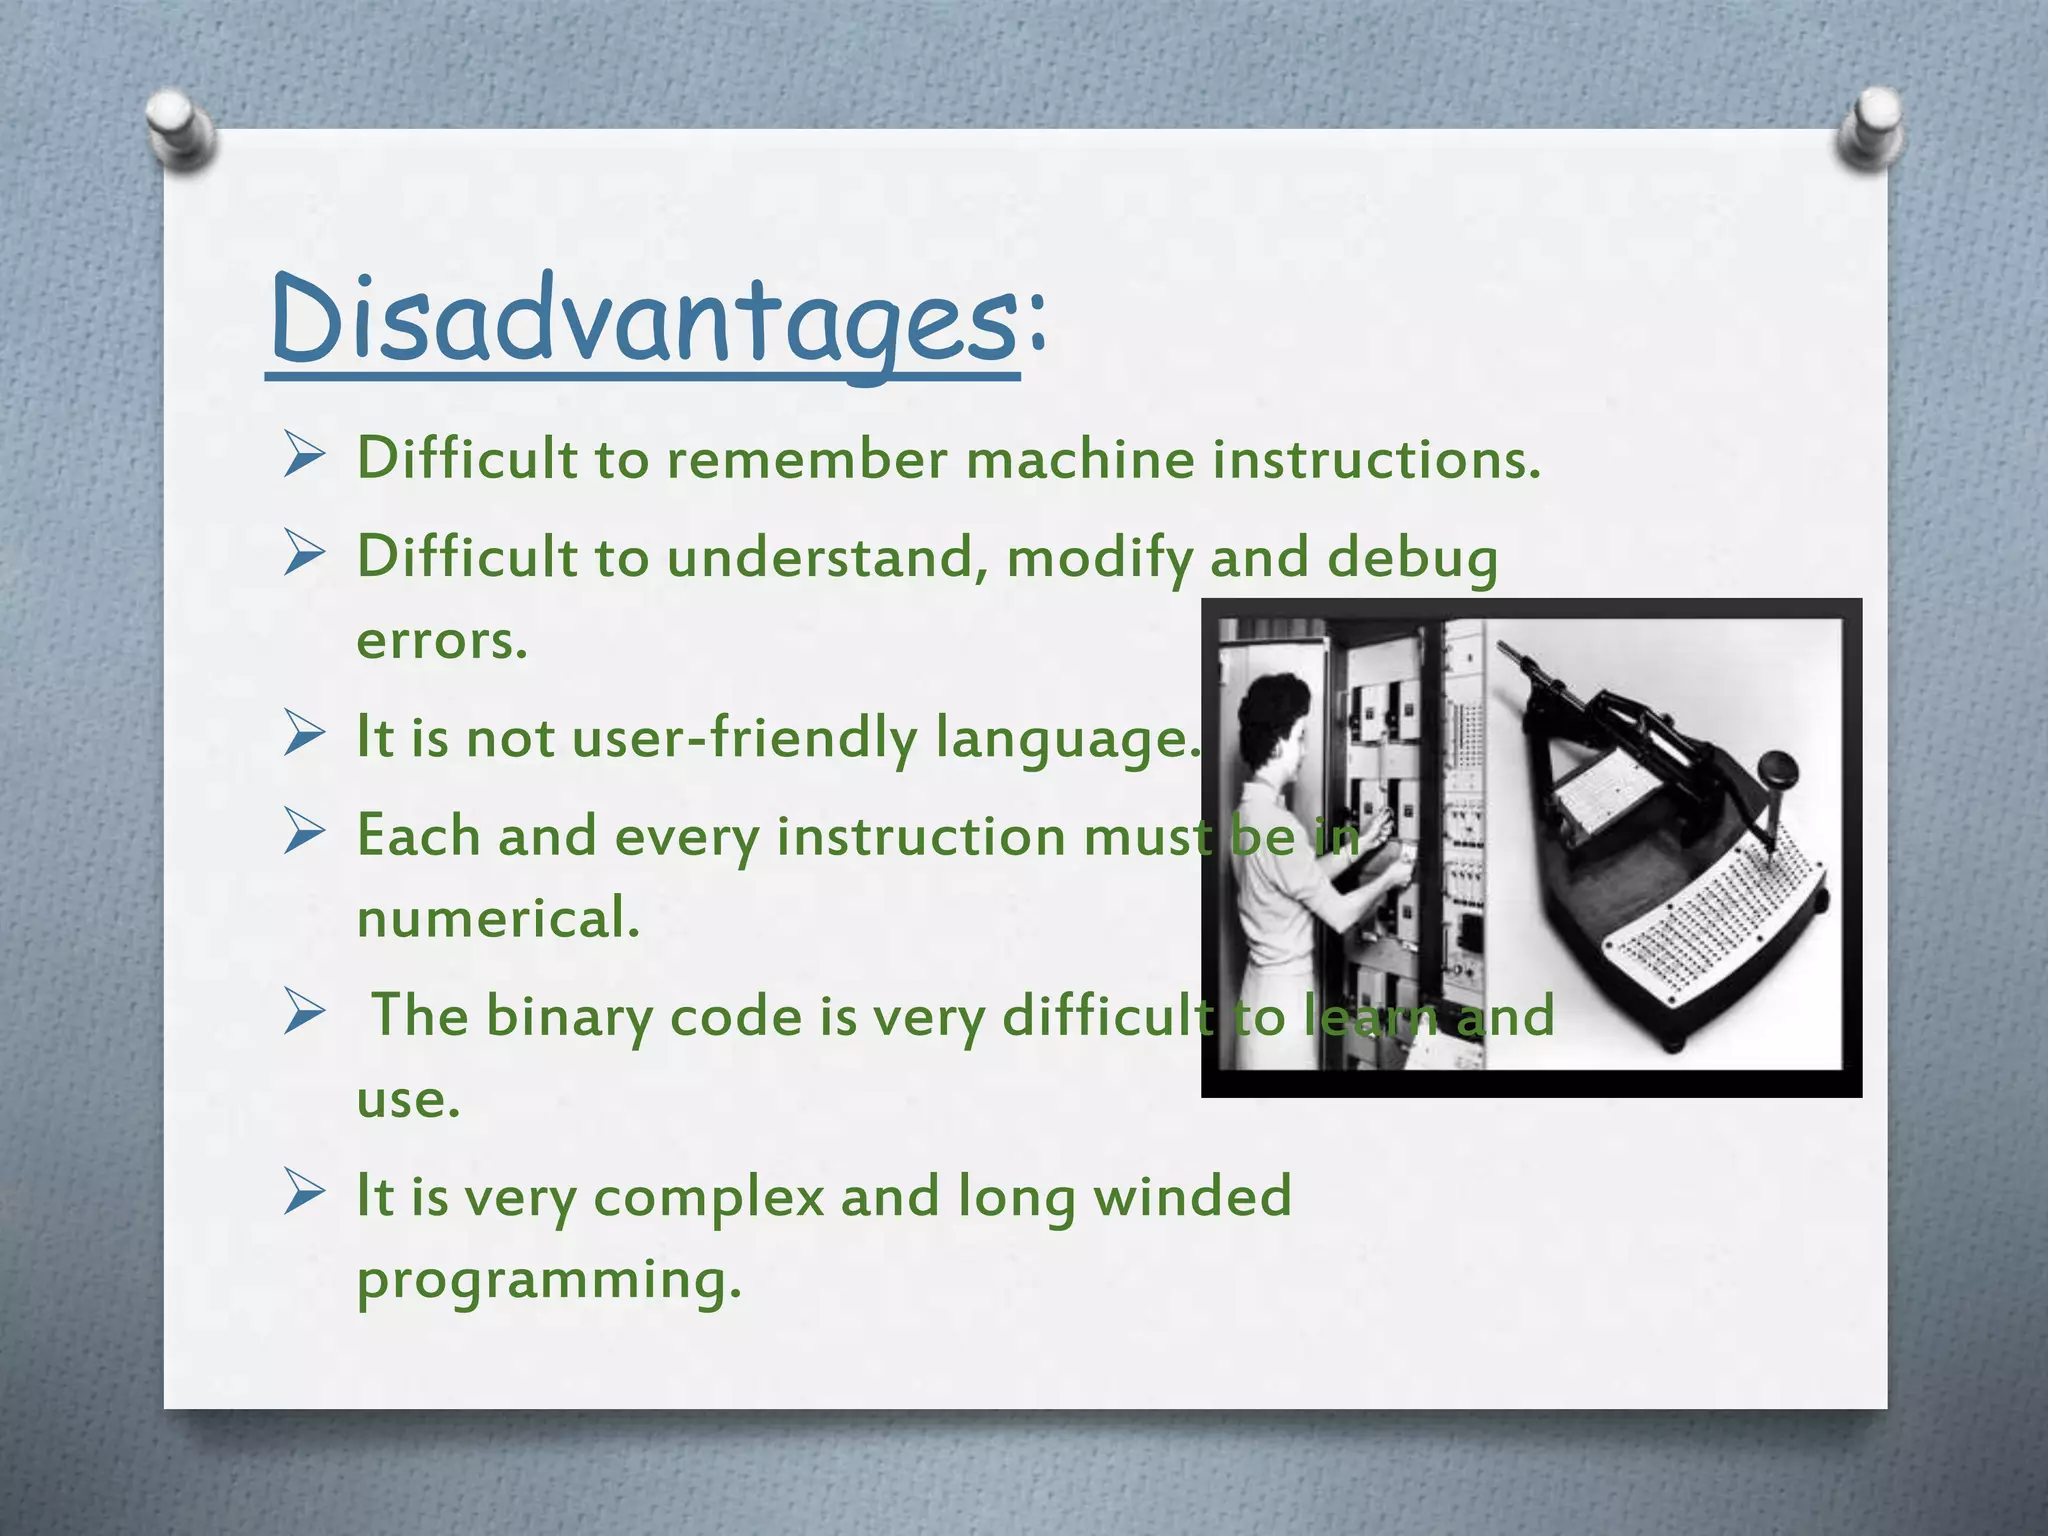 Disadvantages:
➢ Difficult to remember machine instructions.
➢ Difficult to understand, modify and debug
errors.
➢ It is not user-friendly language.
➢ Each and every instruction must be in
numerical.
➢ The binary code is very difficult to learn and
use.
➢ It is very complex and long winded
programming.